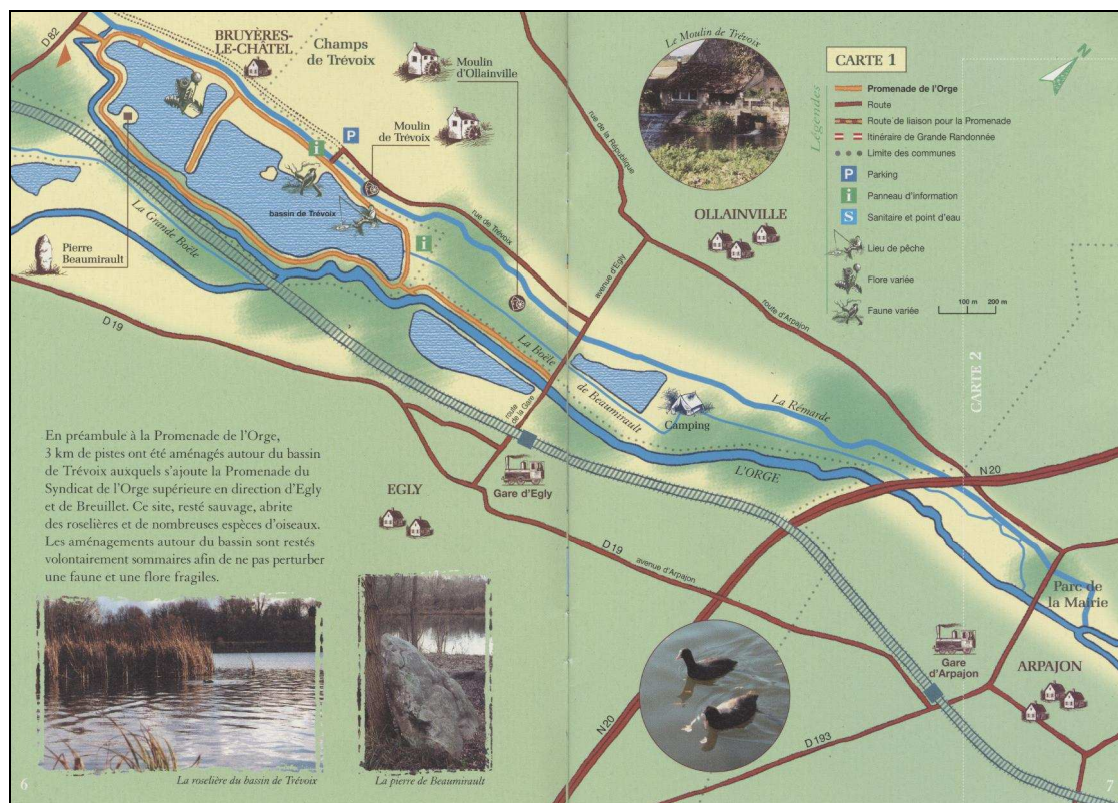 D 82
BRUYÈRES-
LE-CHÂTEL
Champs
de Trévoix
Moulin
d'Ollainville
Moulin
de Trévoix
P
i
bassin de Trévoix
i
rue de Trévoix
La Grande Boële
Pierre
Beaumirault
D 19
La Boële
de Beaumirault
route
de la Gare
avenue d'Egly
rue de la République
Le Moulin de Trévoix
OLLAINVILLE
route d'Arpajon
CARTE 1
Légendes
Promenade de l'Orge
Route
Route de liaison pour la Promenade
Itinéraire de Grande Randonnée
Limite des communes
P Parking
i Panneau d'information
S Sanitaire et point d'eau
Lieu de pêche
Flore variée
Faune variée
100 m 200 m
CARTE 2
La Rémarde
Camping
L'ORGE
N20
Gare d'Egly
EGLY
D 19
avenue d'Arpajon
Parc de
la Mairie
Gare
d'Arpajon
ARPAJON
N20
D 193
En préambule à la Promenade de l'Orge,
3 km de pistes ont été aménagés autour du bassin
de Trévoix auxquels s'ajoute la Promenade du
Syndicat de l'Orge supérieure en direction d'Egly
et de Breuillet. Ce site, resté sauvage, abrite
des roselières et de nombreuses espèces d'oiseaux.
Les aménagements autour du bassin sont restés
volontairement sommaires afin de ne pas perturber
une faune et une flore fragiles.
La roselière du bassin de Trévoix
La pierre de Beaumirault
6
7